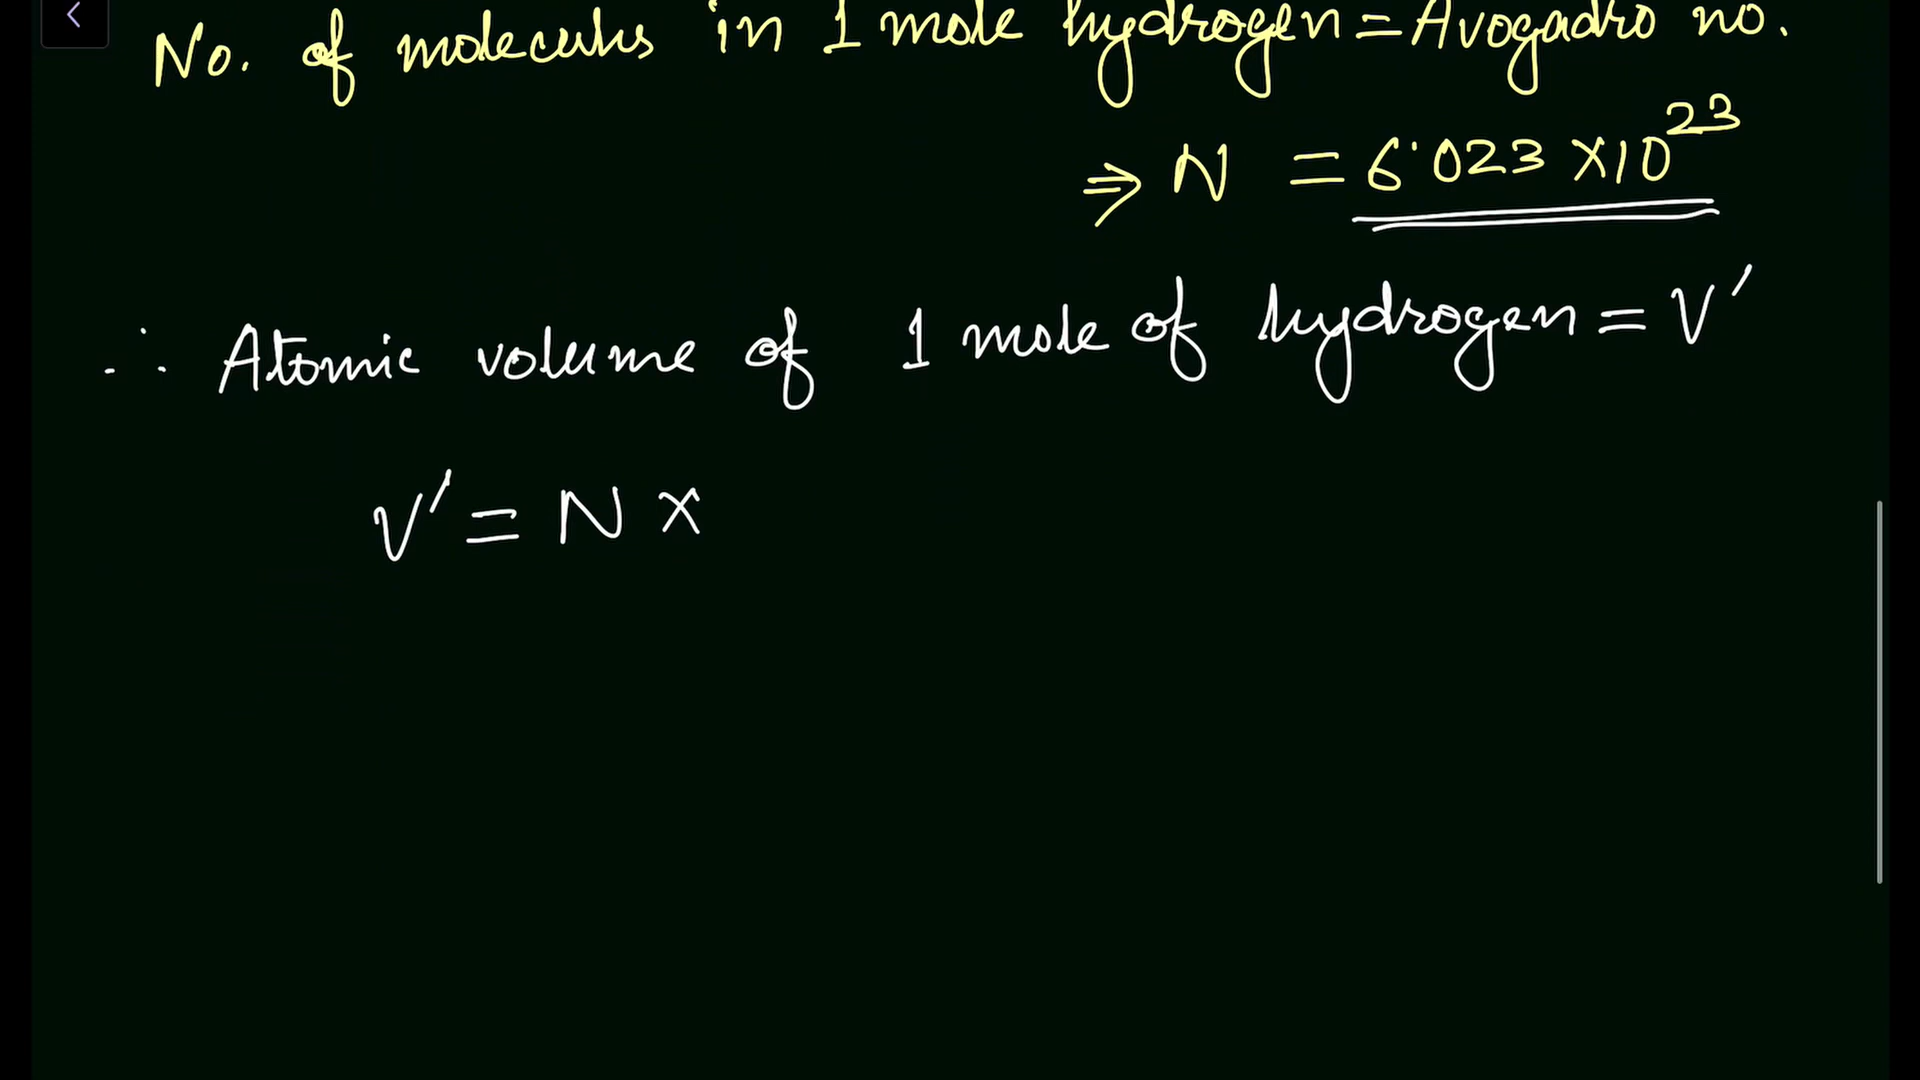 No. of molecules in 1 mole hydrogen = Avogadro no.
⇒ N = 6·023 ×10²³
∴ Atomic volume of 1 mole of hydrogen = V′
V′ = N ×